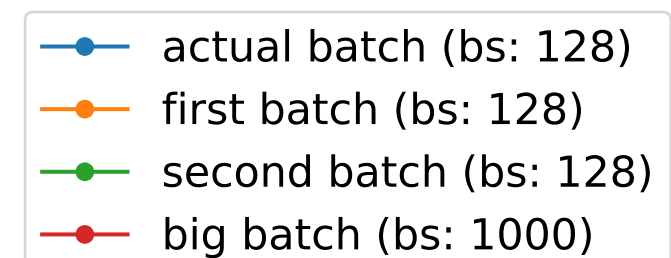 actual batch (bs: 128)
first batch (bs: 128)
second batch (bs: 128)
big batch (bs: 1000)